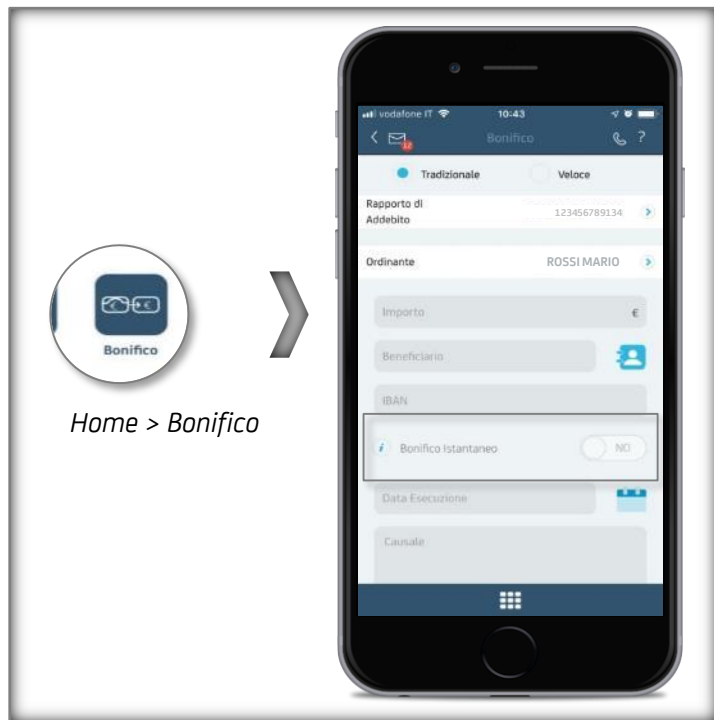 Bonifico
Home > Bonifico
vodafone IT 10:43
12
Bonifico ?
Tradizionale Veloce
Rapporto di
Addebito 123456789134
Ordinante ROSSI MARIO
Importo €
Beneficiario
IBAN
i Bonifico Istantaneo NO
Data Esecuzione
Causale